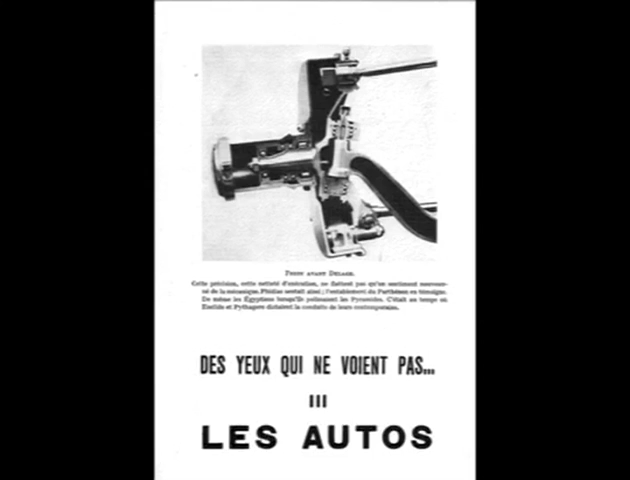 FREIN AVANT DELAGE.
Cette précision, cette netteté d'exécution, ne flattent pas qu'un sentiment nouveau-
né de la mécanique. Phidias sentait ainsi ; l'entablement du Parthénon en témoigne.
De même les Égyptiens lorsqu'ils polissaient les Pyramides. C'était au temps où
Euclide et Pythagore dictaient la conduite de leurs contemporains.
DES YEUX QUI NE VOIENT PAS...
III
LES AUTOS